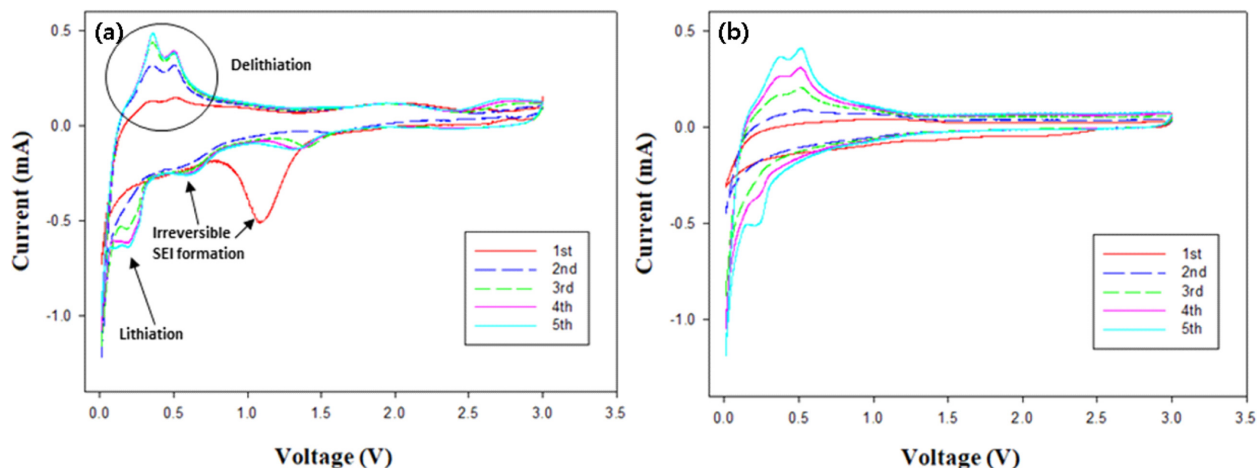 (a)
0.5
0.0
-0.5
-1.0
Current (mA)
Delithiation
Irreversible
SEI formation
Lithiation
1st
2nd
3rd
4th
5th
0.0 0.5 1.0 1.5 2.0 2.5 3.0 3.5
Voltage (V)
(b)
0.5
0.0
-0.5
-1.0
Current (mA)
1st
2nd
3rd
4th
5th
0.0 0.5 1.0 1.5 2.0 2.5 3.0 3.5
Voltage (V)